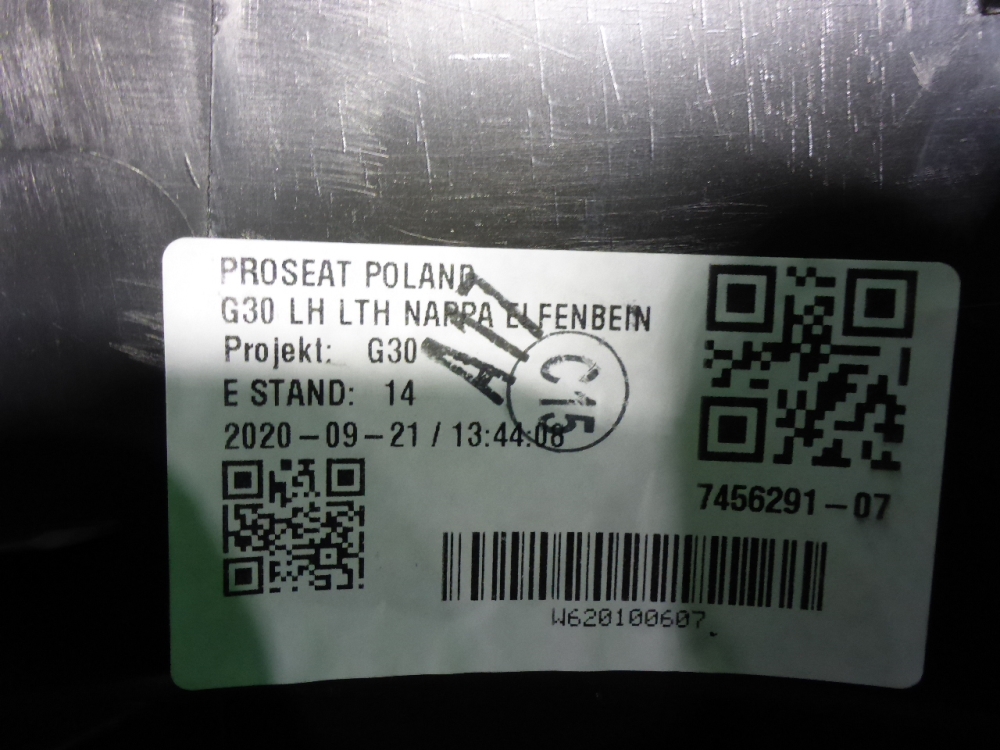 PROSEAT POLAND
G30 LH LTH NAPPA ELFENBEIN
Projekt: G30
E STAND: 14
2020-09-21 / 13:44:08
C15
7456291-07
W620100607